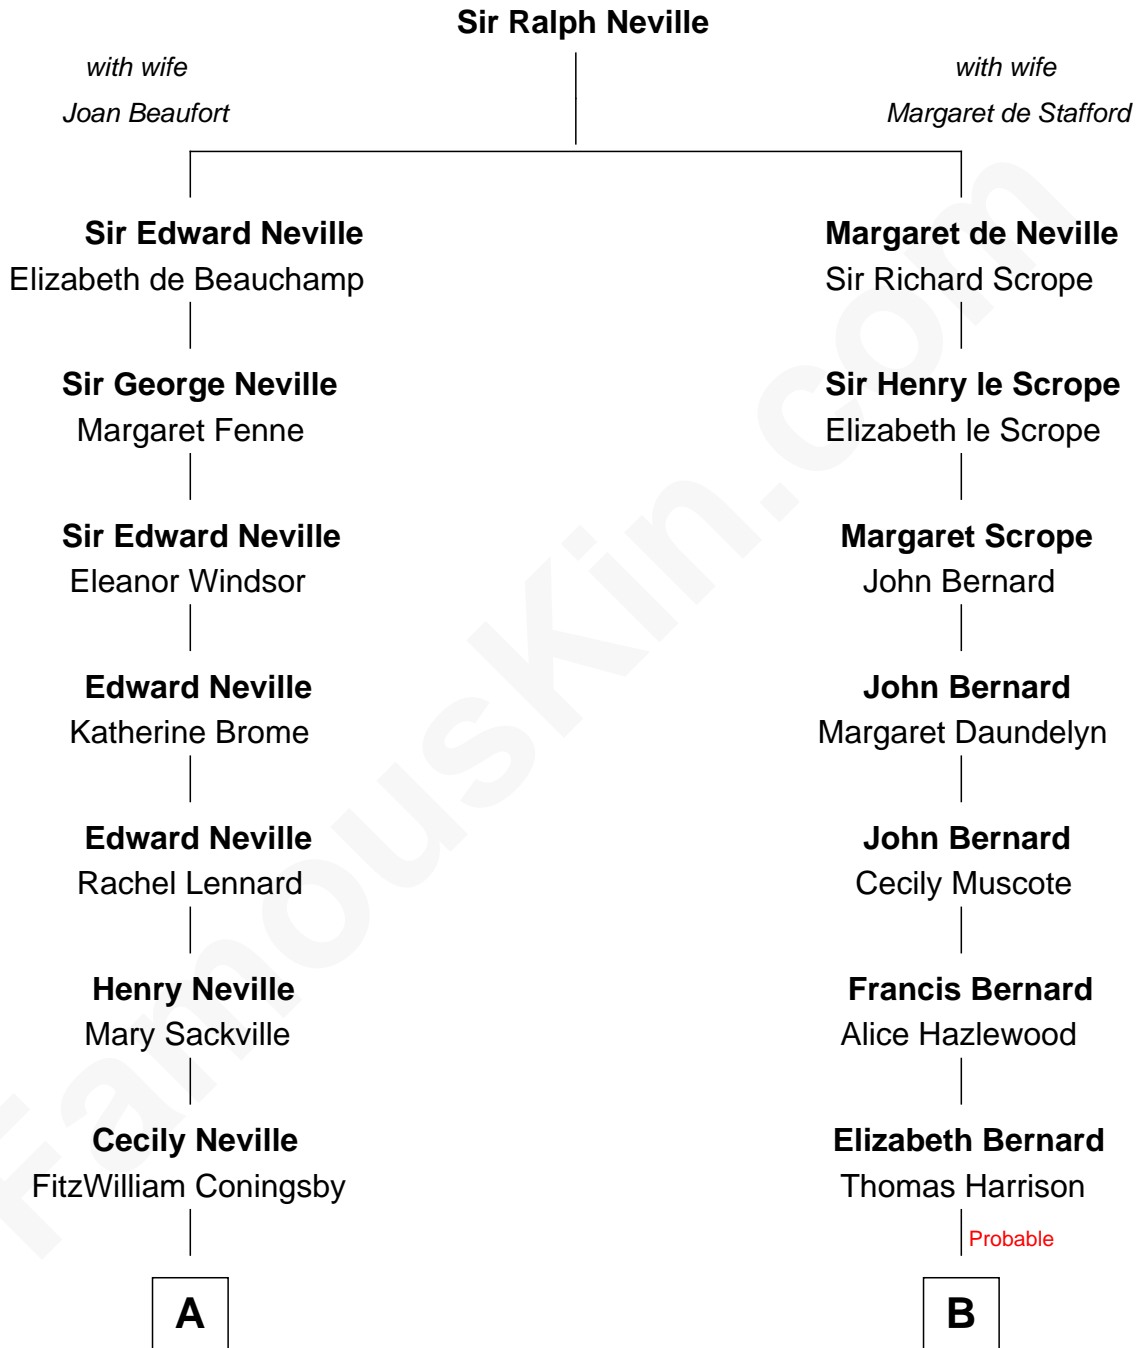 Sir Ralph Neville
with wife
Joan Beaufort
with wife
Margaret de Stafford
Sir Edward Neville
Elizabeth de Beauchamp
Margaret de Neville
Sir Richard Scrope
Sir George Neville
Margaret Fenne
Sir Henry le Scrope
Elizabeth le Scrope
Sir Edward Neville
Eleanor Windsor
Margaret Scrope
John Bernard
Edward Neville
Katherine Brome
John Bernard
Margaret Daundelyn
Edward Neville
Rachel Lennard
John Bernard
Cecily Muscote
Henry Neville
Mary Sackville
Francis Bernard
Alice Hazlewood
Cecily Neville
FitzWilliam Coningsby
Elizabeth Bernard
Thomas Harrison
Probable
A
B
FamousKin.com